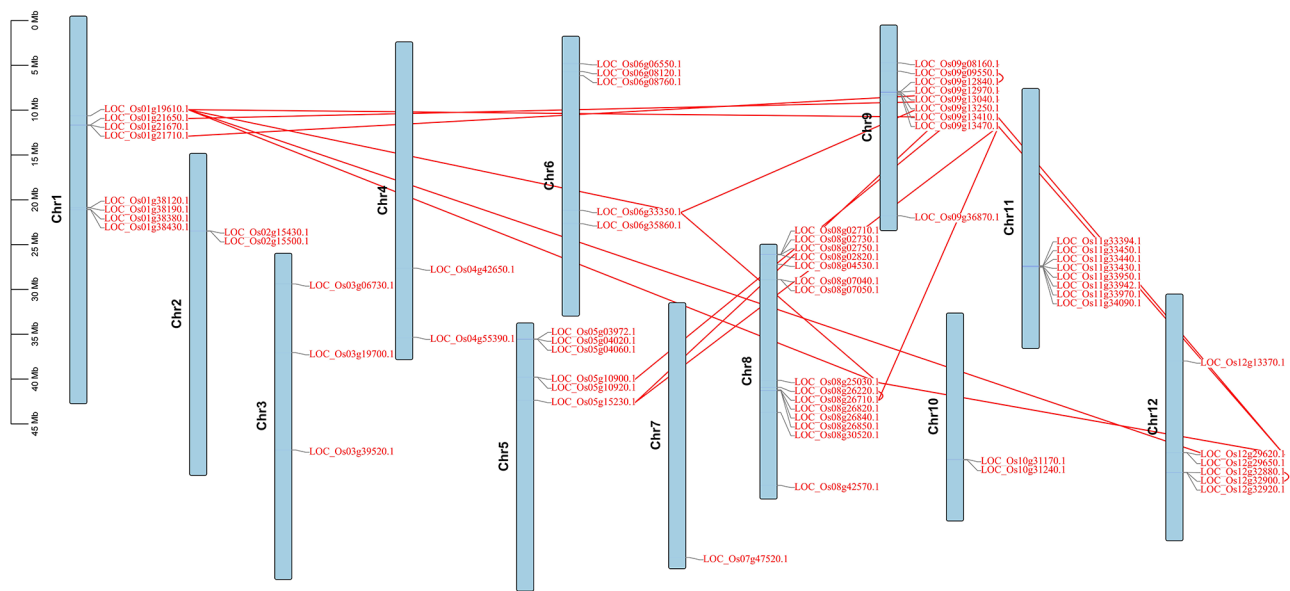 0 Mb
5 Mb
10 Mb
15 Mb
20 Mb
25 Mb
30 Mb
35 Mb
40 Mb
45 Mb
Chr1
LOC_Os01g19610.1
LOC_Os01g21650.1
LOC_Os01g21670.1
LOC_Os01g21710.1
LOC_Os01g38120.1
LOC_Os01g38190.1
LOC_Os01g38380.1
LOC_Os01g38430.1
Chr2
LOC_Os02g15430.1
LOC_Os02g15500.1
Chr3
LOC_Os03g06730.1
LOC_Os03g19700.1
LOC_Os03g39520.1
Chr4
LOC_Os04g42650.1
LOC_Os04g55390.1
Chr5
LOC_Os05g03972.1
LOC_Os05g04020.1
LOC_Os05g04060.1
LOC_Os05g10900.1
LOC_Os05g10920.1
LOC_Os05g15230.1
Chr6
LOC_Os06g06550.1
LOC_Os06g08120.1
LOC_Os06g08760.1
LOC_Os06g33350.1
LOC_Os06g35860.1
Chr7
LOC_Os07g47520.1
Chr8
LOC_Os08g02710.1
LOC_Os08g02730.1
LOC_Os08g02750.1
LOC_Os08g02820.1
LOC_Os08g04530.1
LOC_Os08g07040.1
LOC_Os08g07050.1
LOC_Os08g25030.1
LOC_Os08g26220.1
LOC_Os08g26710.1
LOC_Os08g26820.1
LOC_Os08g26840.1
LOC_Os08g26850.1
LOC_Os08g30520.1
LOC_Os08g42570.1
Chr9
LOC_Os09g08160.1
LOC_Os09g09550.1
LOC_Os09g12840.1
LOC_Os09g12970.1
LOC_Os09g13040.1
LOC_Os09g13250.1
LOC_Os09g13410.1
LOC_Os09g13470.1
LOC_Os09g36870.1
Chr10
LOC_Os10g31170.1
LOC_Os10g31240.1
Chr11
LOC_Os11g33394.1
LOC_Os11g33450.1
LOC_Os11g33440.1
LOC_Os11g33430.1
LOC_Os11g33950.1
LOC_Os11g33942.1
LOC_Os11g33970.1
LOC_Os11g34090.1
Chr12
LOC_Os12g13370.1
LOC_Os12g29620.1
LOC_Os12g29650.1
LOC_Os12g32880.1
LOC_Os12g32900.1
LOC_Os12g32920.1